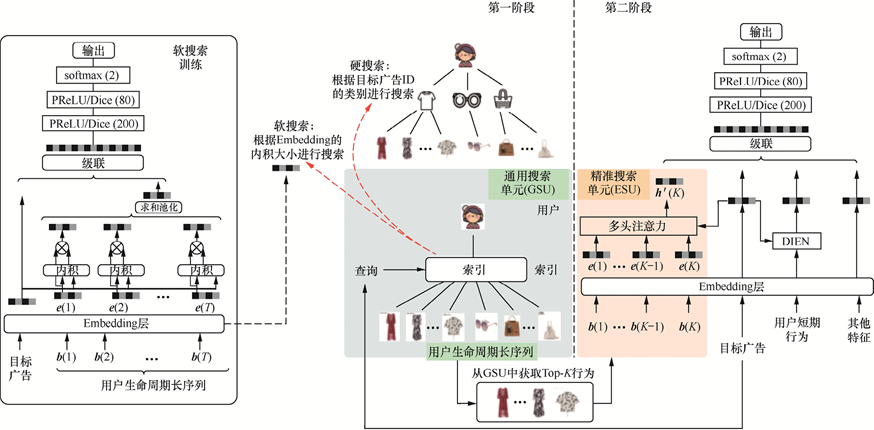 第一阶段
第二阶段
输出
softmax (2)
PReLU/Dice (80)
PReLU/Dice (200)
级联
软搜索
训练
求和池化
内积
内积
内积
e(1)
e(2)
•••
e(T)
Embedding层
目标
广告
b(1)
b(2)
•••
b(T)
用户生命周期长序列
硬搜索：
根据目标广告ID
的类别进行搜索
软搜索：
根据Embedding的
内积大小进行搜索
•••
通用搜索
单元(GSU)
用户
查询
索引
索引
•••
•••
用户生命周期长序列
从GSU中获取Top-K行为
•••
精准搜索
单元(ESU)
h′(K)
多头注意力
e(1) ••• e(K−1)
e(K)
输出
softmax (2)
PReLU/Dice (80)
PReLU/Dice (200)
级联
DIEN
Embedding层
b(1) ••• b(K−1)
b(K)
目标广告
用户短期
行为
其他
特征